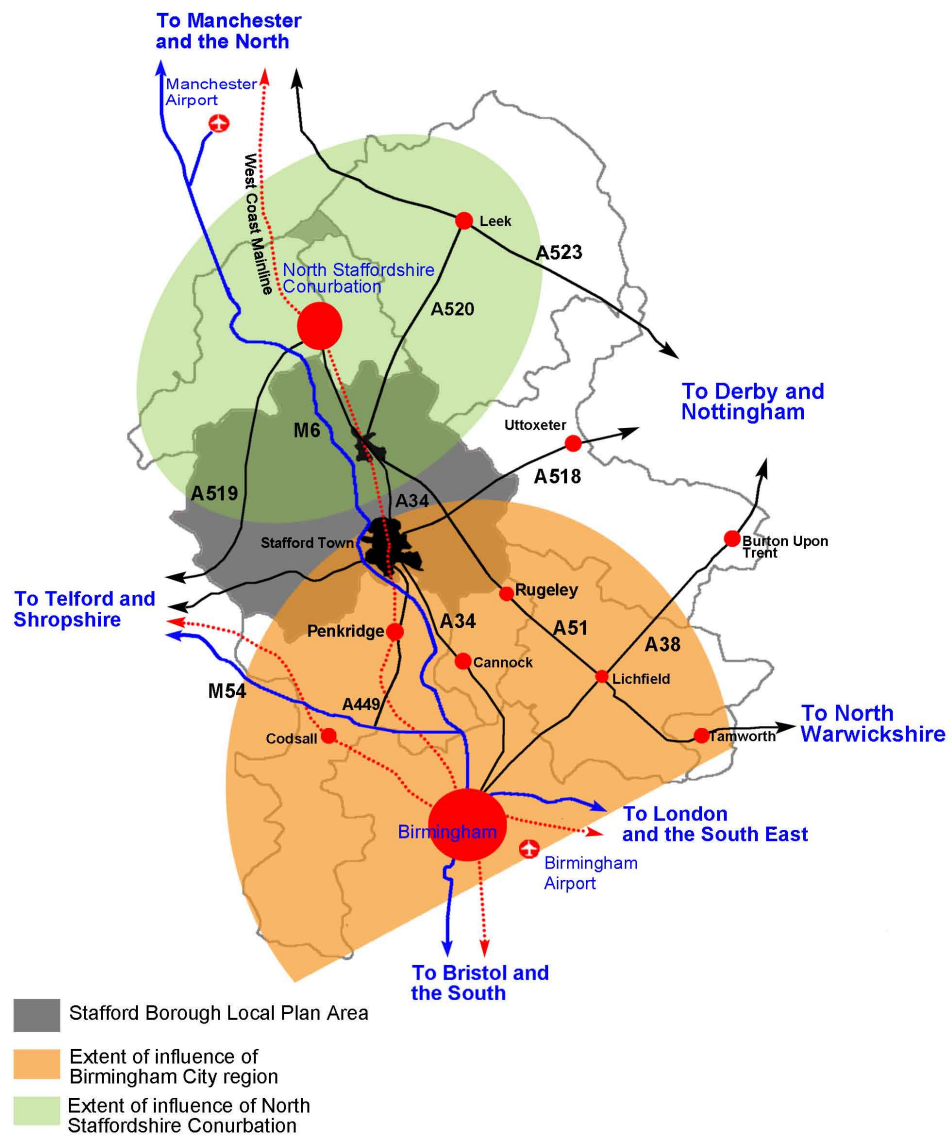 To Manchester
and the North
Manchester
Airport
West Coast Mainline
Leek
A523
North Staffordshire
Conurbation
A520
To Derby and
Nottingham
Uttoxeter
M6
A518
A519
A34
Stafford Town
Burton Upon
Trent
To Telford and
Shropshire
Rugeley
Penkridge
A34
A51
A38
Cannock
Lichfield
M54
A449
Codsall
Tamworth
To North
Warwickshire
To London
and the South East
Birmingham
Birmingham
Airport
To Bristol and
the South
Stafford Borough Local Plan Area
Extent of influence of
Birmingham City region
Extent of influence of North
Staffordshire Conurbation